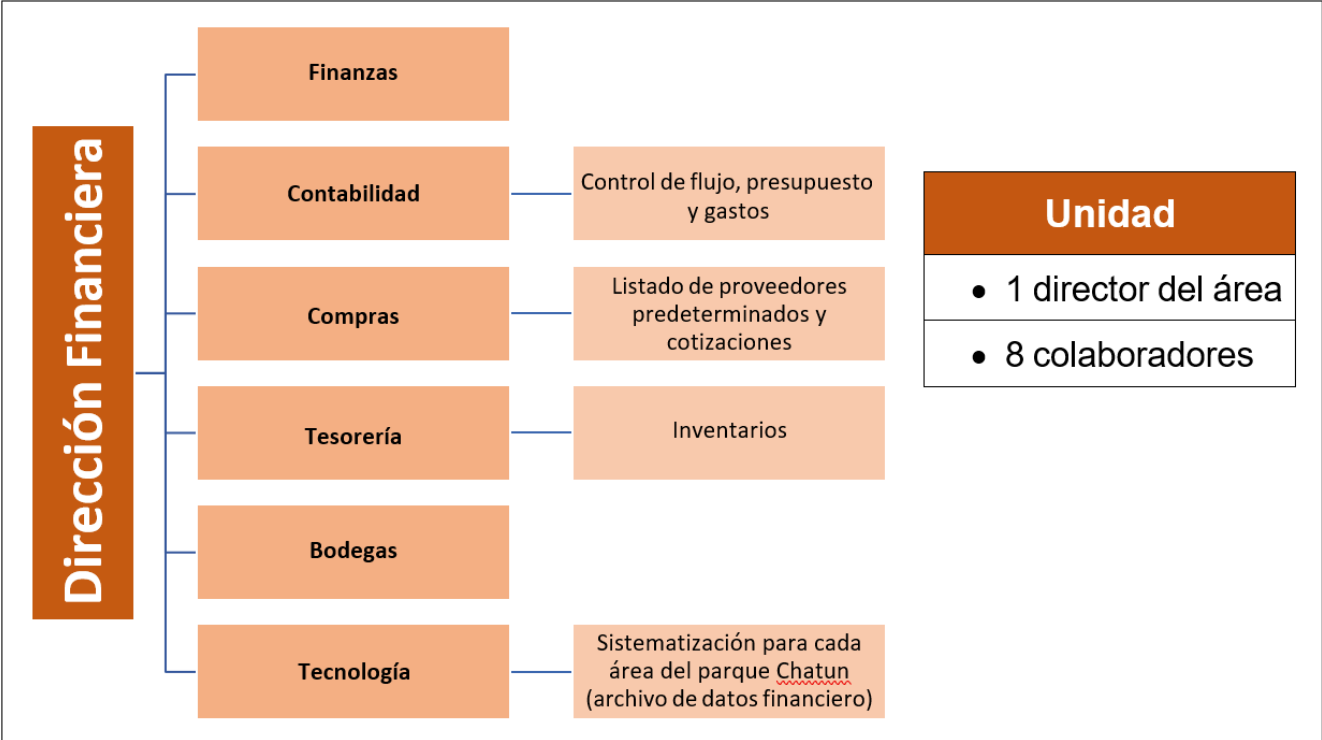 Dirección Financiera
Finanzas
Contabilidad
Control de flujo, presupuesto
y gastos
Compras
Listado de proveedores
predeterminados y
cotizaciones
Tesorería
Inventarios
Bodegas
Tecnología
Sistematización para cada
área del parque Chatun
(archivo de datos financiero)
Unidad
• 1 director del área
• 8 colaboradores